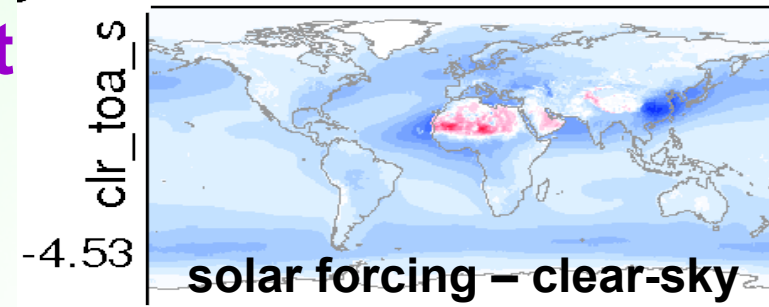 t
clr_toa_s
-4.53
solar forcing – clear-sky